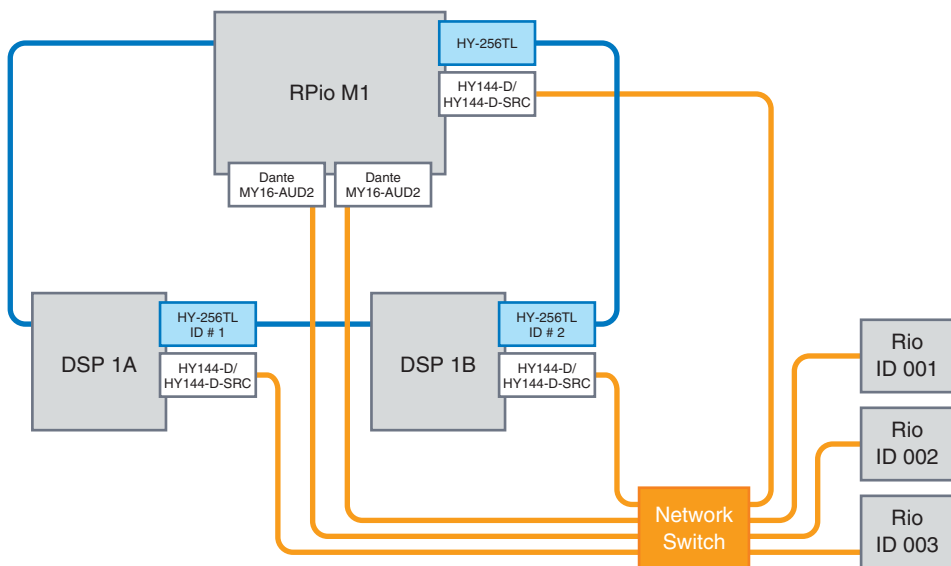 HY-256TL
RPio M1
HY144-D/
HY144-D-SRC
Dante
MY16-AUD2
Dante
MY16-AUD2
DSP 1A
HY-256TL
ID # 1
HY144-D/
HY144-D-SRC
DSP 1B
HY-256TL
ID # 2
HY144-D/
HY144-D-SRC
Rio
ID 001
Rio
ID 002
Network
Switch
Rio
ID 003